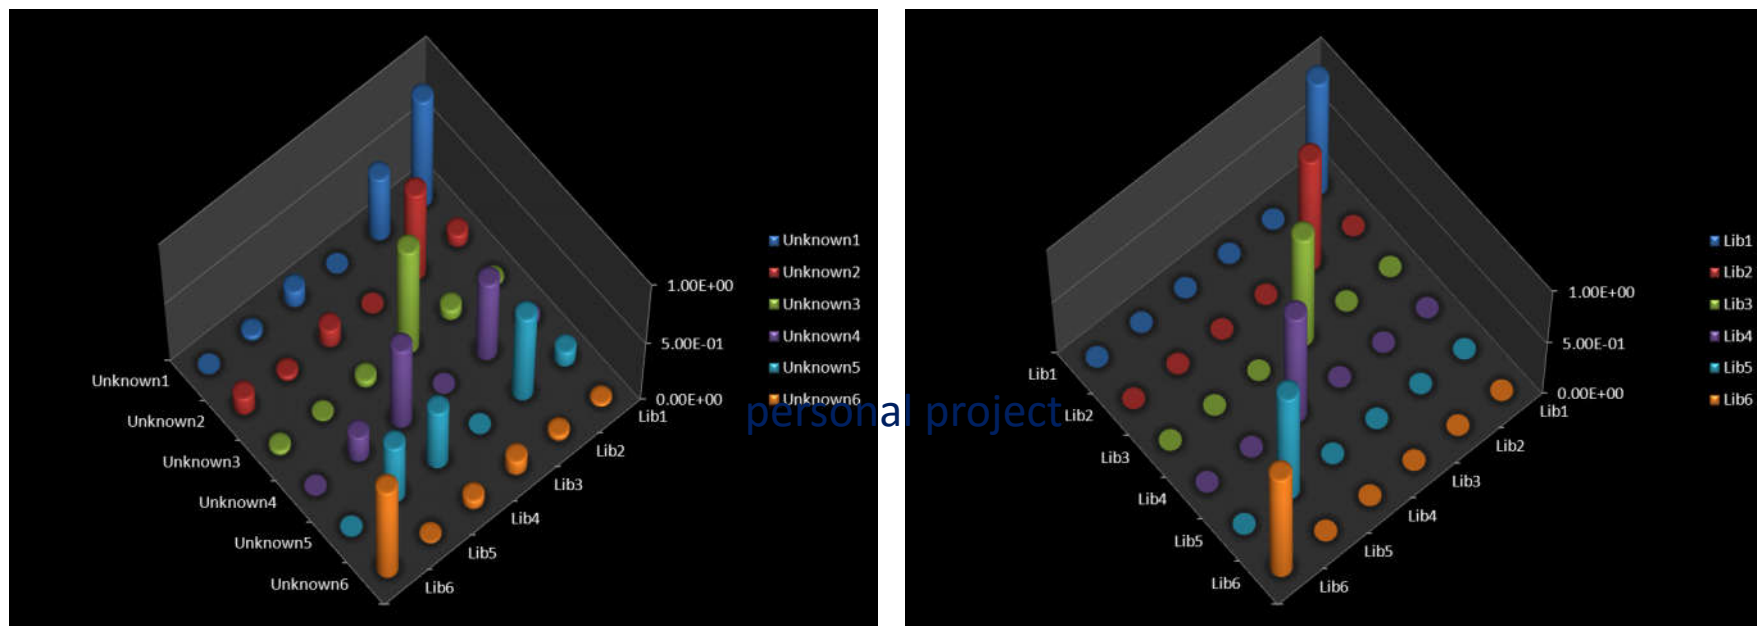 Unknown1
Unknown2
Unknown3
Unknown4
Unknown5
Unknown6
Lib6
Lib5
Lib4
Lib3
Lib2
Lib1
1.00E+00
5.00E-01
0.00E+00
Unknown1
Unknown2
Unknown3
Unknown4
Unknown5
Unknown6
personal project
Lib1
Lib2
Lib3
Lib4
Lib5
Lib6
Lib6
Lib5
Lib4
Lib3
Lib2
Lib1
1.00E+00
5.00E-01
0.00E+00
Lib1
Lib2
Lib3
Lib4
Lib5
Lib6